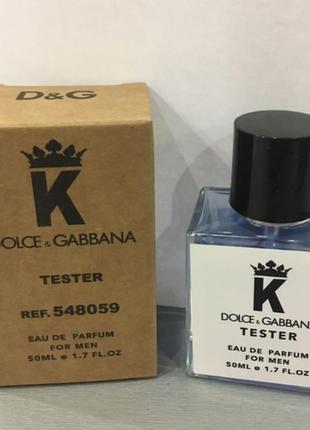 D&G
K
DOLCE & GABBANA
TESTER
REF. 548059
EAU DE PARFUM
FOR MEN
50ML e 1.7 FL.OZ
K
DOLCE & GABBANA
TESTER
EAU DE PARFUM
FOR MEN
50ML e 1.7 FL.OZ